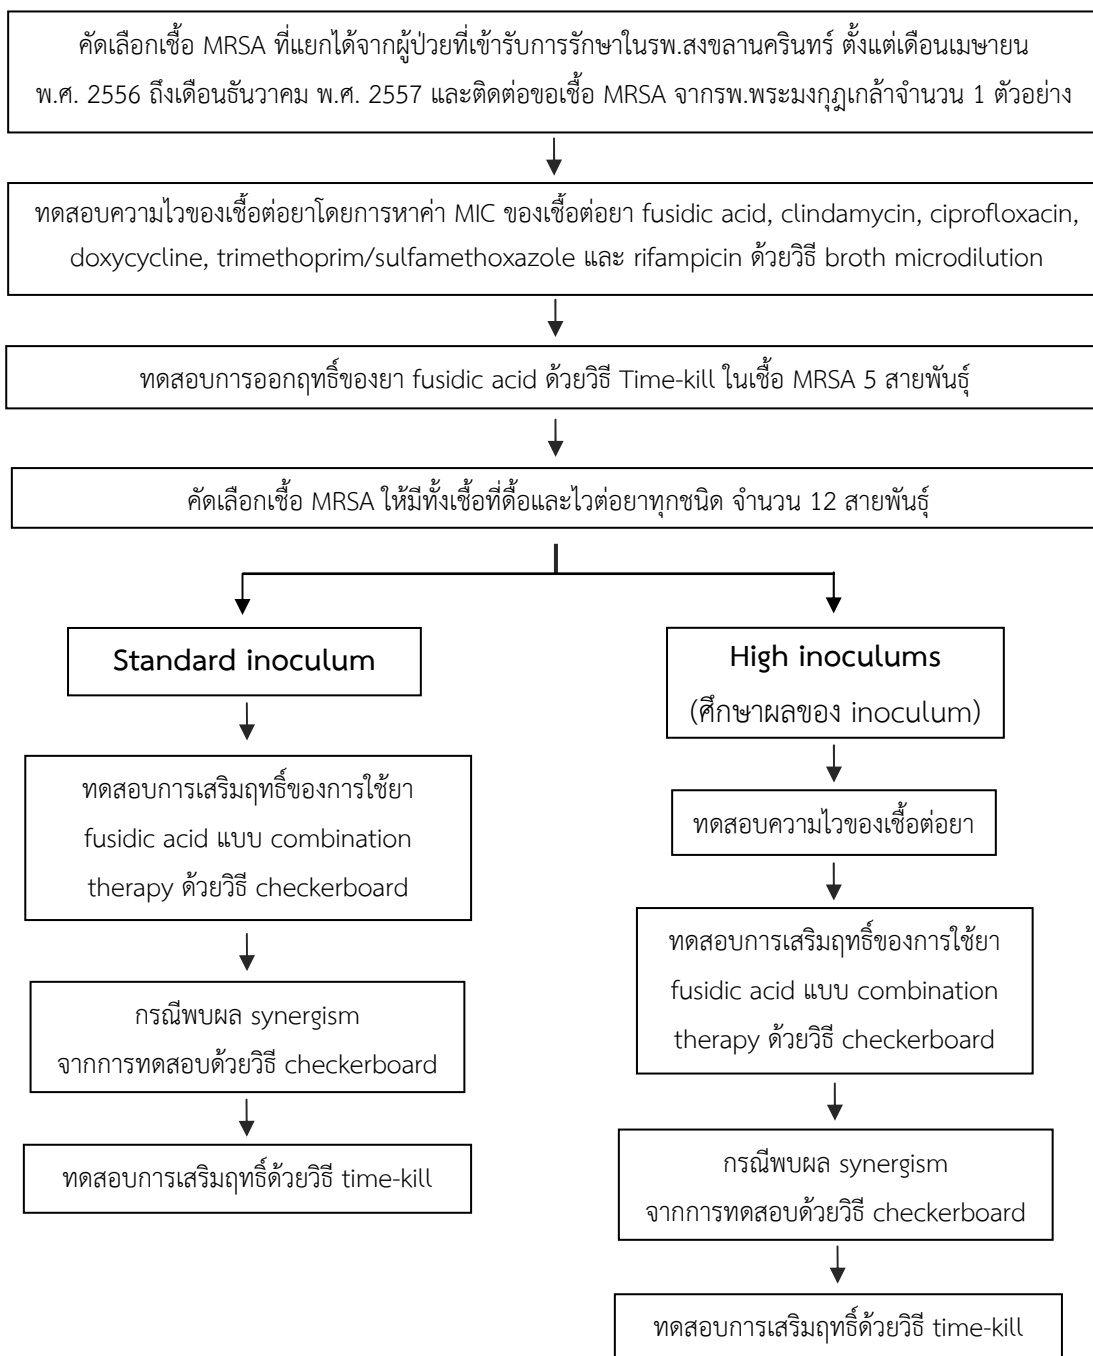 คัดเลือกเชื้อ MRSA ที่แยกได้จากผู้ป่วยที่เข้ารับการรักษาในรพ.สงขลานครินทร์ ตั้งแต่เดือนเมษายน
พ.ศ. 2556 ถึงเดือนธันวาคม พ.ศ. 2557 และติดต่อขอเชื้อ MRSA จากรพ.พระมงกุฎเกล้าจำนวน 1 ตัวอย่าง
ทดสอบความไวของเชื้อต่อยาโดยการหาค่า MIC ของเชื้อต่อยา fusidic acid, clindamycin, ciprofloxacin,
doxycycline, trimethoprim/sulfamethoxazole และ rifampicin ด้วยวิธี broth microdilution
ทดสอบการออกฤทธิ์ของยา fusidic acid ด้วยวิธี Time-kill ในเชื้อ MRSA 5 สายพันธุ์
คัดเลือกเชื้อ MRSA ให้มีทั้งเชื้อที่ดื้อและไวต่อยาทุกชนิด จำนวน 12 สายพันธุ์
Standard inoculum
ทดสอบการเสริมฤทธิ์ของการใช้ยา
fusidic acid แบบ combination
therapy ด้วยวิธี checkerboard
กรณีพบผล synergism
จากการทดสอบด้วยวิธี checkerboard
ทดสอบการเสริมฤทธิ์ด้วยวิธี time-kill
High inoculums
(ศึกษาผลของ inoculum)
ทดสอบความไวของเชื้อต่อยา
ทดสอบการเสริมฤทธิ์ของการใช้ยา
fusidic acid แบบ combination
therapy ด้วยวิธี checkerboard
กรณีพบผล synergism
จากการทดสอบด้วยวิธี checkerboard
ทดสอบการเสริมฤทธิ์ด้วยวิธี time-kill